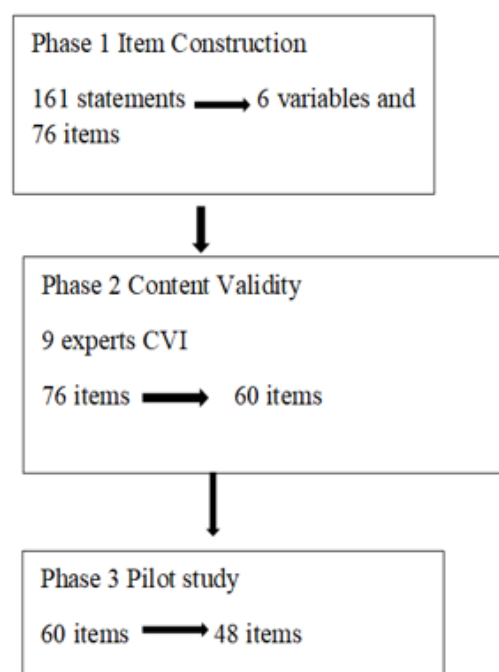 Phase 1 Item Construction
161 statements 6 variables and
76 items
Phase 2 Content Validity
9 experts CVI
76 items 60 items
Phase 3 Pilot study
60 items 48 items